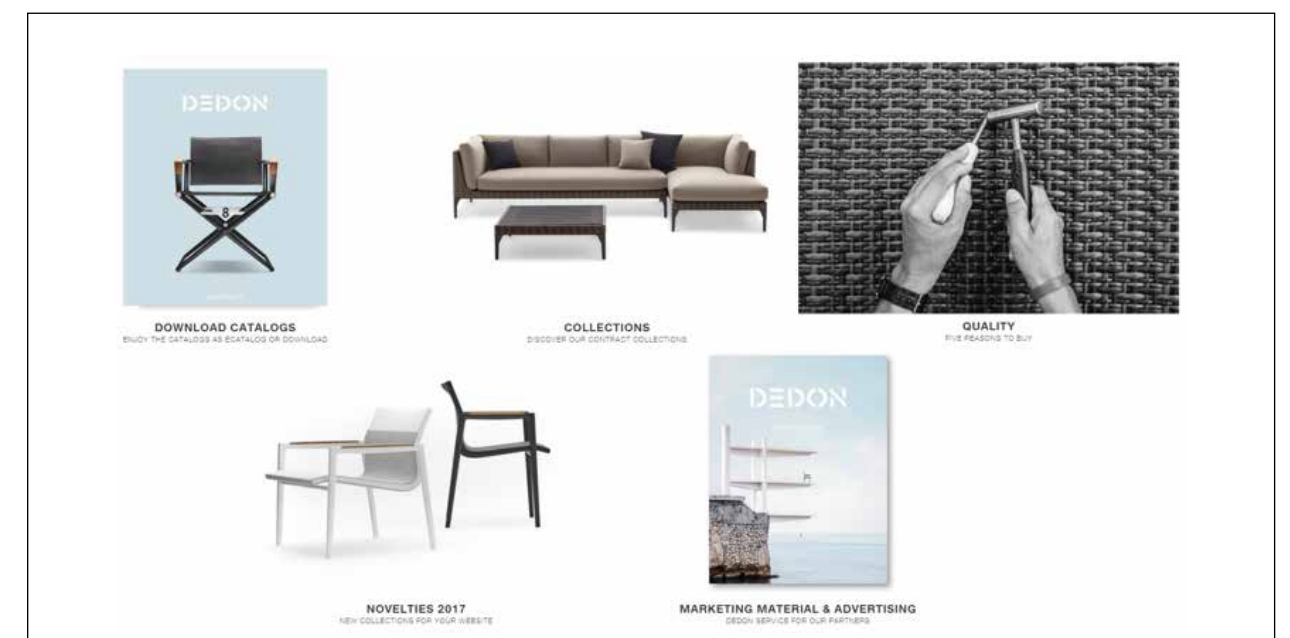 DEDON
8
DOWNLOAD CATALOGS
ENJOY THE CATALOGS AS ECATALOG OR DOWNLOAD
COLLECTIONS
DISCOVER OUR CONTRACT COLLECTIONS
QUALITY
FIVE REASONS TO BUY
DEDON
NOVELTIES 2017
NEW COLLECTIONS FOR YOUR WEBSITE
MARKETING MATERIAL & ADVERTISING
DEDON SERVICE FOR OUR PARTNERS